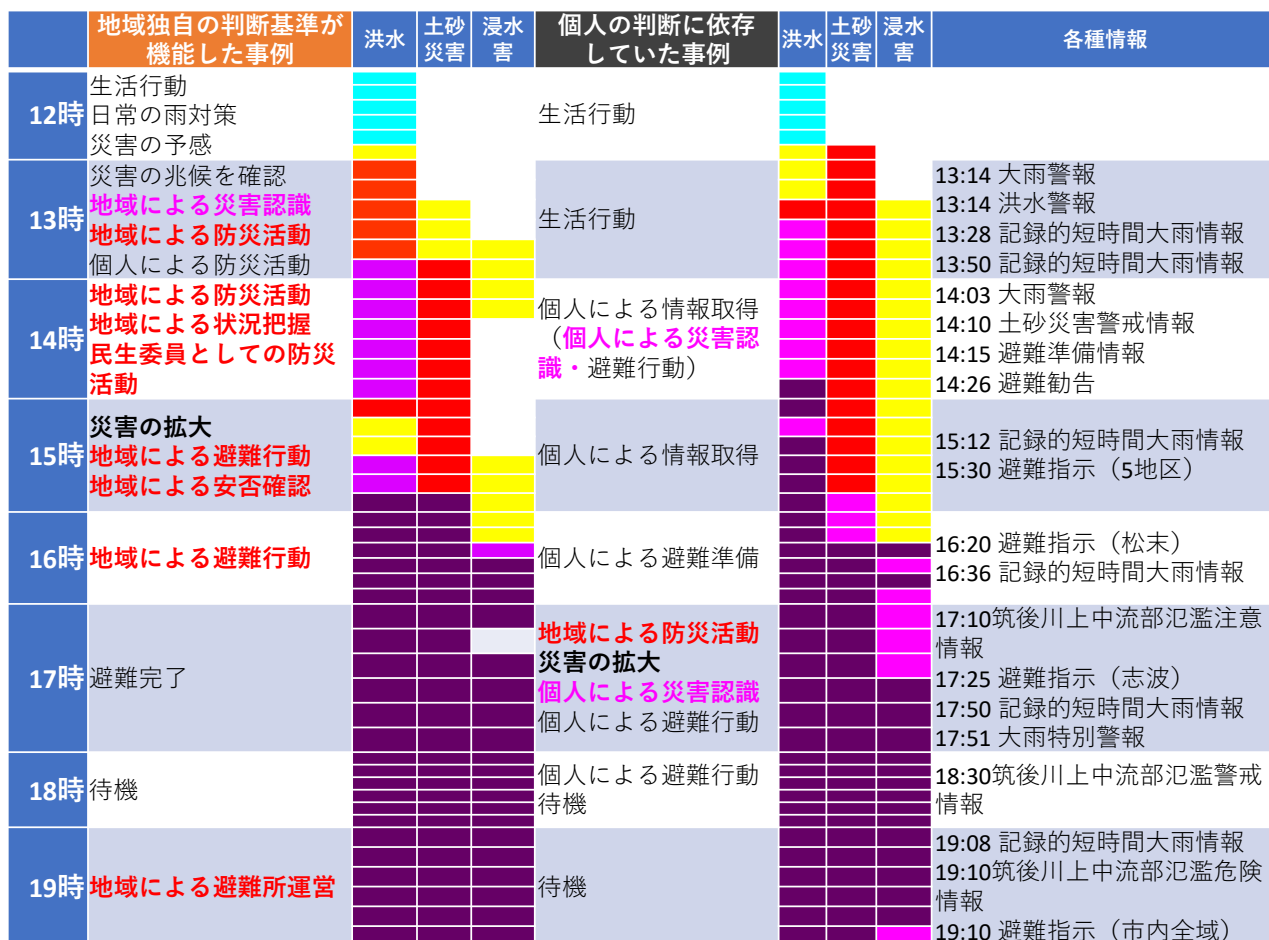 地域独自の判断基準が
機能した事例
洪水
土砂
災害
浸水
害
個人の判断に依存
していた事例
洪水
土砂
災害
浸水
害
各種情報
12時
生活行動
日常の雨対策
災害の予感
生活行動
13時
災害の兆候を確認
地域による災害認識
地域による防災活動
個人による防災活動
生活行動
13:14 大雨警報
13:14 洪水警報
13:28 記録的短時間大雨情報
13:50 記録的短時間大雨情報
14時
地域による防災活動
地域による状況把握
民生委員としての防災
活動
個人による情報取得
（個人による災害認
識・避難行動）
14:03 大雨警報
14:10 土砂災害警戒情報
14:15 避難準備情報
14:26 避難勧告
15時
災害の拡大
地域による避難行動
地域による安否確認
個人による情報取得
15:12 記録的短時間大雨情報
15:30 避難指示（5地区）
16時
地域による避難行動
個人による避難準備
16:20 避難指示（松末）
16:36 記録的短時間大雨情報
17時
避難完了
地域による防災活動
災害の拡大
個人による災害認識
個人による避難行動
17:10筑後川上中流部氾濫注意
情報
17:25 避難指示（志波）
17:50 記録的短時間大雨情報
17:51 大雨特別警報
18時
待機
個人による避難行動
待機
18:30筑後川上中流部氾濫警戒
情報
19時
地域による避難所運営
待機
19:08 記録的短時間大雨情報
19:10筑後川上中流部氾濫危険
情報
19:10 避難指示（市内全域）